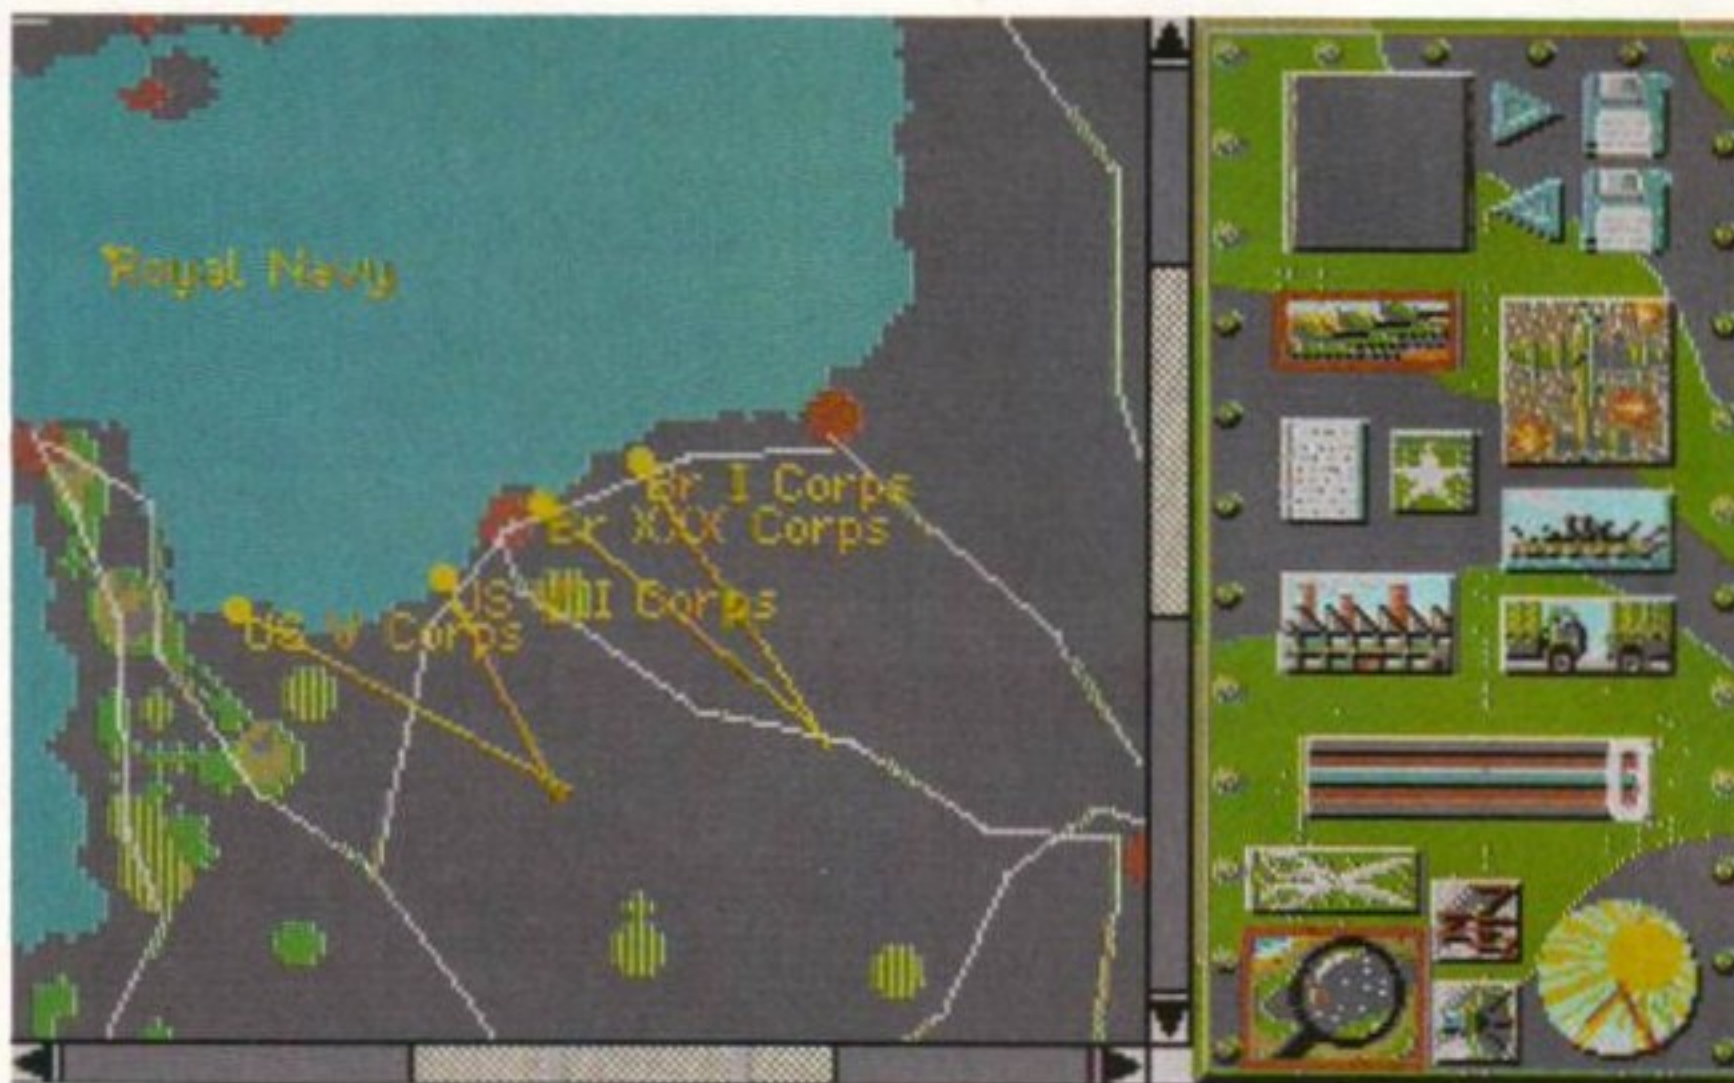 Royal Navy
Br I Corps
Br XXX Corps
US VII Corps
US V Corps